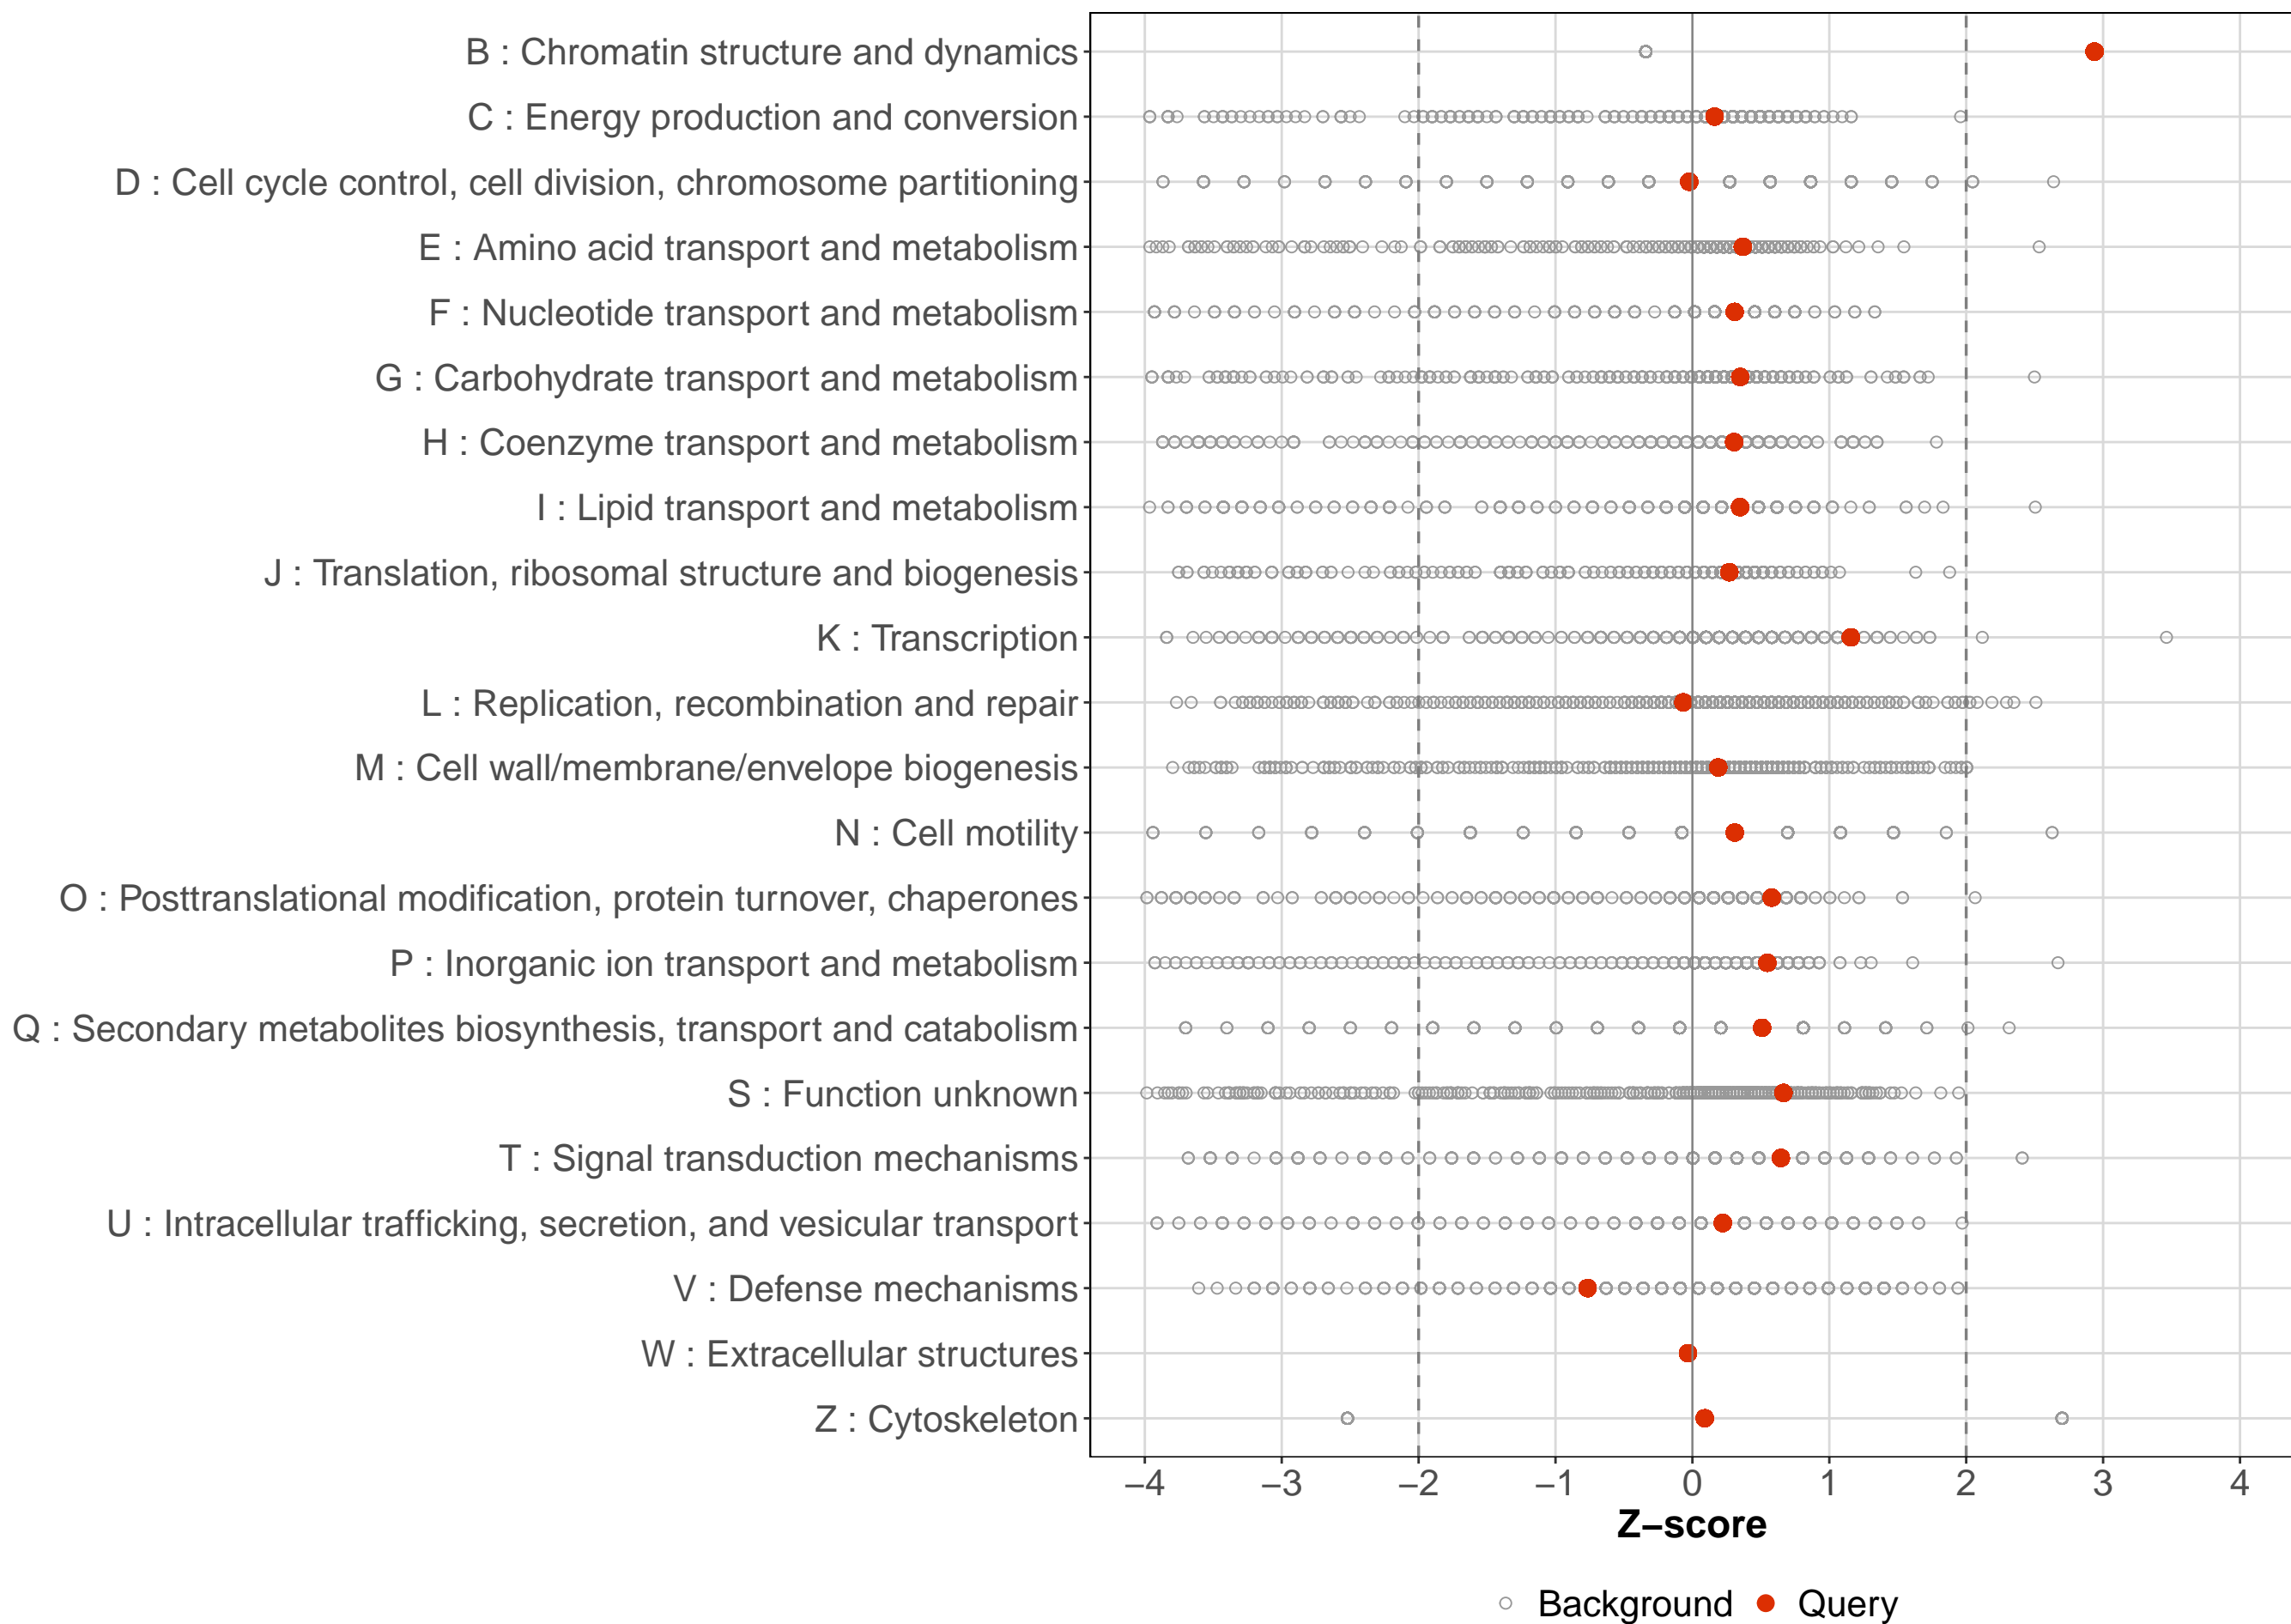 B : Chromatin structure and dynamics
C : Energy production and conversion
D : Cell cycle control, cell division, chromosome partitioning
E : Amino acid transport and metabolism
F : Nucleotide transport and metabolism
G : Carbohydrate transport and metabolism
H : Coenzyme transport and metabolism
I : Lipid transport and metabolism
J : Translation, ribosomal structure and biogenesis
K : Transcription
L : Replication, recombination and repair
M : Cell wall/membrane/envelope biogenesis
N : Cell motility
O : Posttranslational modification, protein turnover, chaperones
P : Inorganic ion transport and metabolism
Q : Secondary metabolites biosynthesis, transport and catabolism
S : Function unknown
T : Signal transduction mechanisms
U : Intracellular trafficking, secretion, and vesicular transport
V : Defense mechanisms
W : Extracellular structures
Z : Cytoskeleton
−4 −3 −2 −1 0 1 2 3 4
Z−score
Background Query